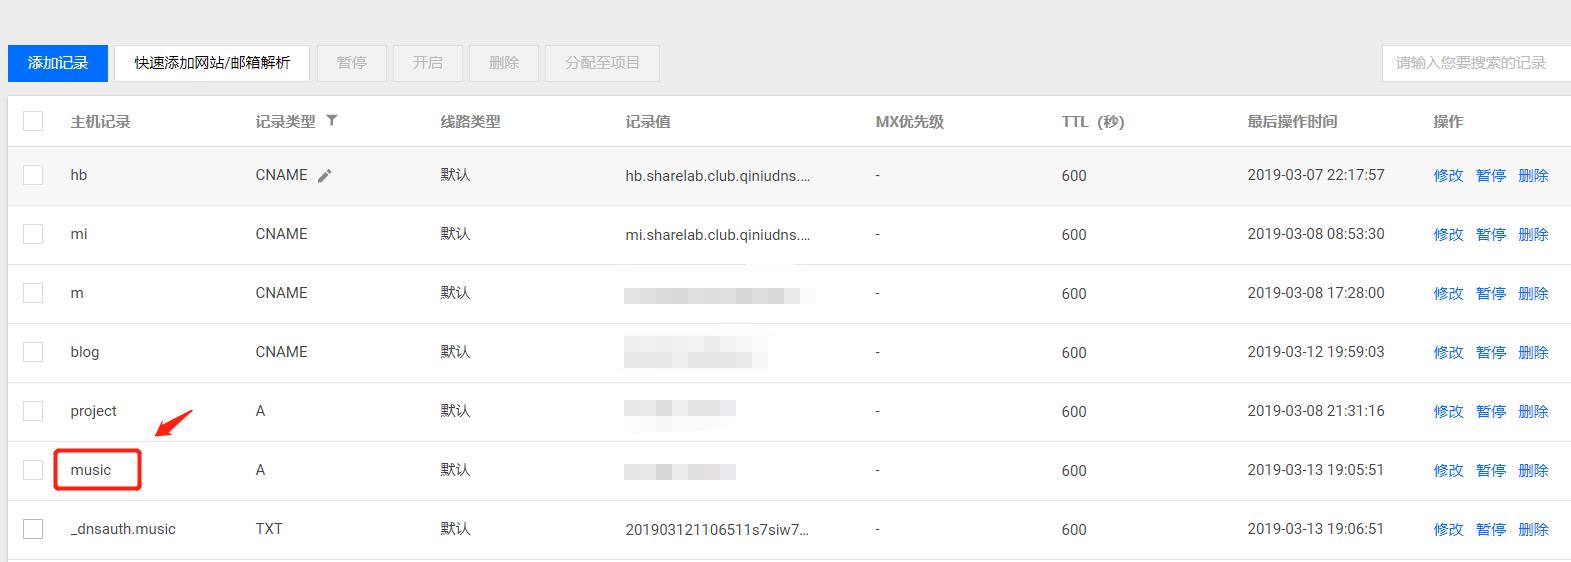 添加记录 快速添加网站/邮箱解析 暂停 开启 删除 分配至项目 请输入您要搜索的记录
主机记录 记录类型 线路类型 记录值 MX优先级 TTL (秒) 最后操作时间 操作
hb CNAME 默认 hb.sharelab.club.qiniudns.... - 600 2019-03-07 22:17:57 修改 暂停 删除
mi CNAME 默认 mi.sharelab.club.qiniudns.... - 600 2019-03-08 08:53:30 修改 暂停 删除
m CNAME 默认 - 600 2019-03-08 17:28:00 修改 暂停 删除
blog CNAME 默认 - 600 2019-03-12 19:59:03 修改 暂停 删除
project A 默认 - 600 2019-03-08 21:31:16 修改 暂停 删除
music A 默认 - 600 2019-03-13 19:05:51 修改 暂停 删除
_dnsauth.music TXT 默认 201903121106511s7siw7... - 600 2019-03-13 19:06:51 修改 暂停 删除